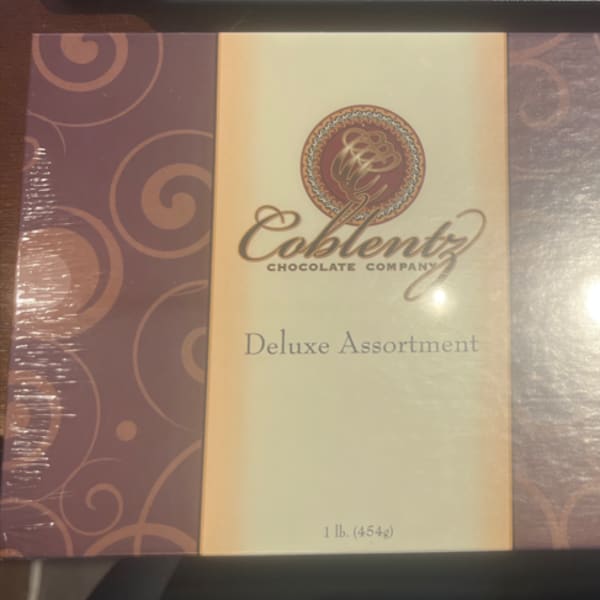 Coblentz
CHOCOLATE COMPANY
Deluxe Assortment
1 lb. (454g)